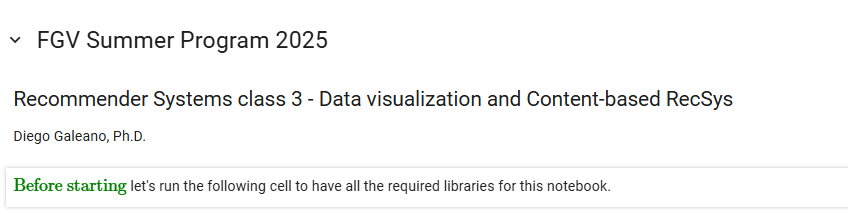 FGV Summer Program 2025
Recommender Systems class 3 - Data visualization and Content-based RecSys
Diego Galeano, Ph.D.
Before starting let's run the following cell to have all the required libraries for this notebook.